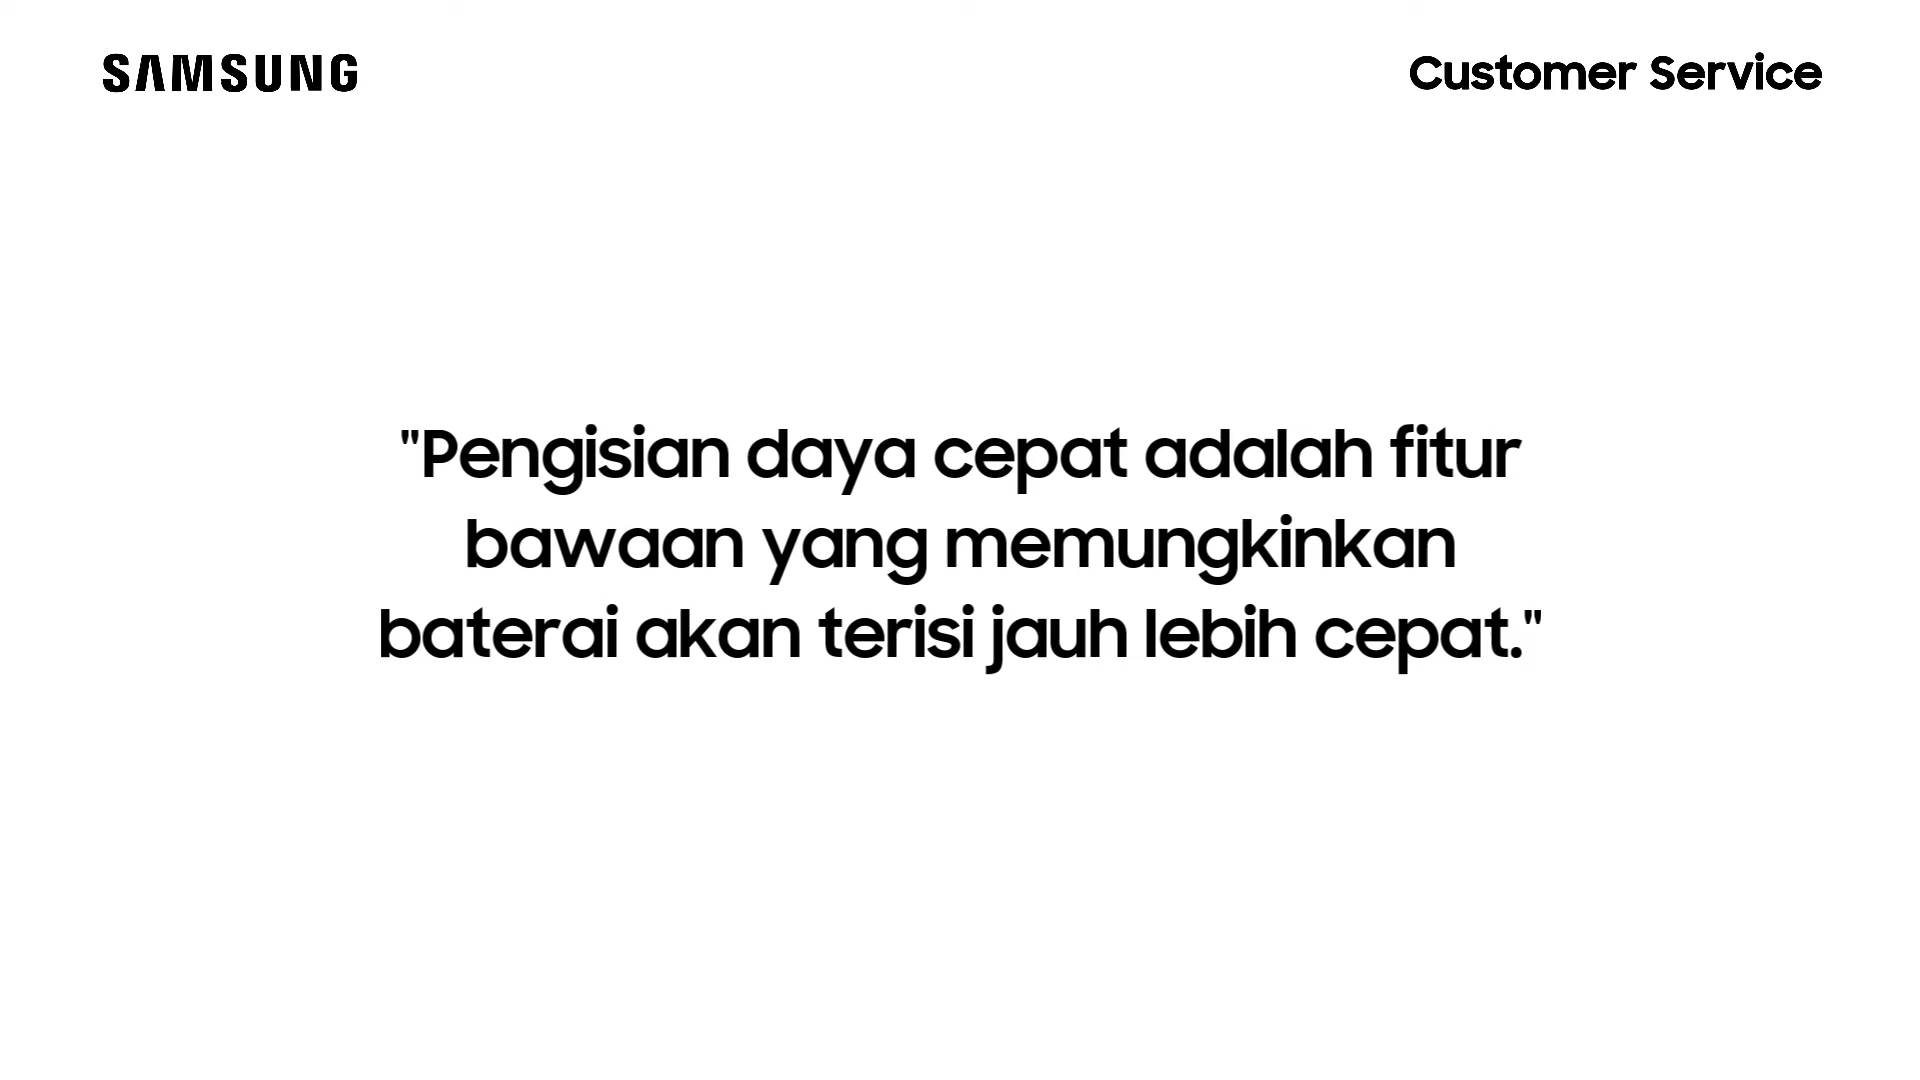 SAMSUNG
Customer Service
"Pengisian daya cepat adalah fitur
bawaan yang memungkinkan
baterai akan terisi jauh lebih cepat."